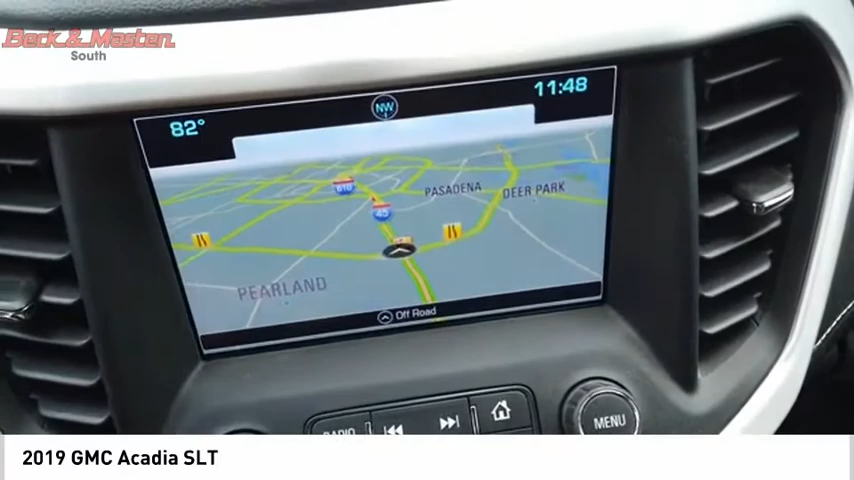 Beck & Masten
South
NW
82°
11:48
610
PASADENA
DEER PARK
45
PEARLAND
Off Road
RADIO
MENU
2019 GMC Acadia SLT